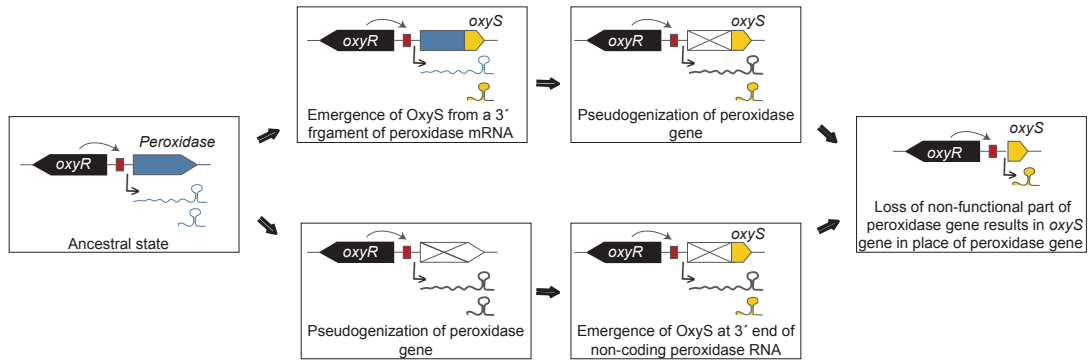 oxyS
oxyR
Emergence of OxyS from a 3´
frgament of peroxidase mRNA
oxyS
oxyR
Pseudogenization of peroxidase
gene
Peroxidase
oxyR
Ancestral state
oxyS
oxyR
Loss of non-functional part of
peroxidase gene results in oxyS
gene in place of peroxidase gene
oxyR
Pseudogenization of peroxidase
gene
oxyS
oxyR
Emergence of OxyS at 3´ end of
non-coding peroxidase RNA